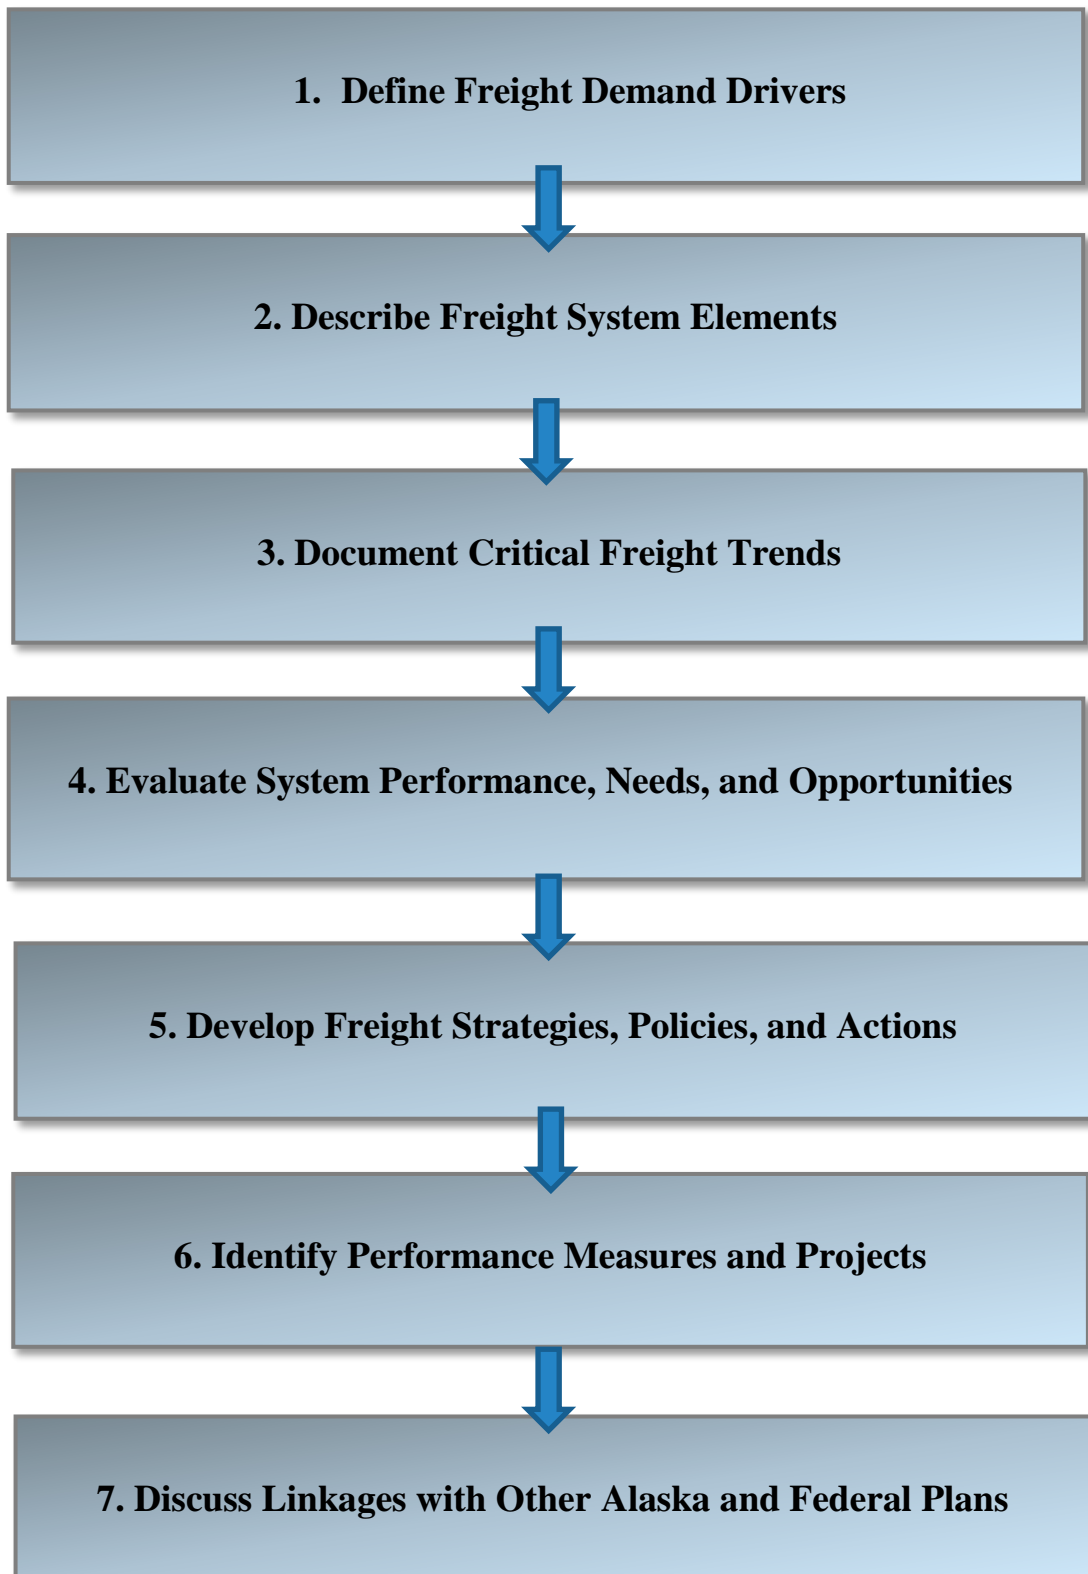 1. Define Freight Demand Drivers
2. Describe Freight System Elements
3. Document Critical Freight Trends
4. Evaluate System Performance, Needs, and Opportunities
5. Develop Freight Strategies, Policies, and Actions
6. Identify Performance Measures and Projects
7. Discuss Linkages with Other Alaska and Federal Plans